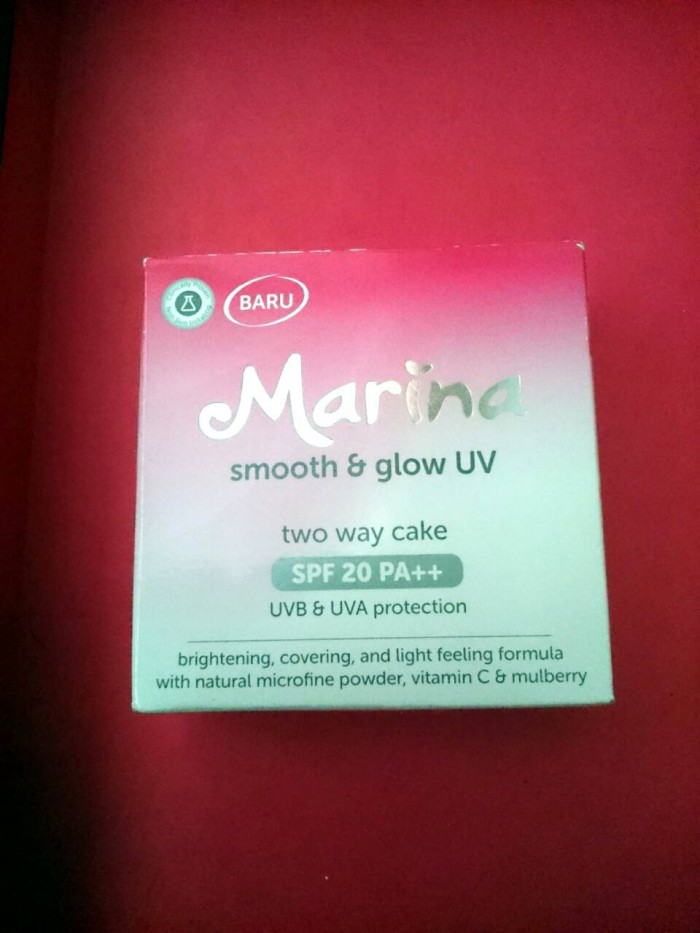 BARU
Marina
smooth & glow UV
two way cake
SPF 20 PA++
UVB & UVA protection
brightening, covering, and light feeling formula
with natural microfine powder, vitamin C & mulberry